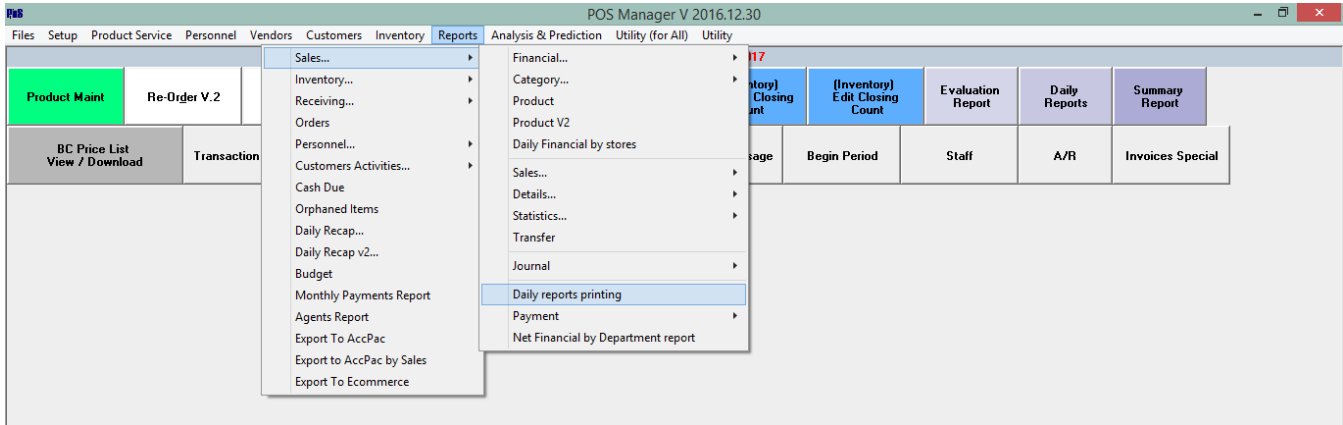 PoS POS Manager V 2016.12.30
Files Setup Product Service Personnel Vendors Customers Inventory Reports Analysis & Prediction Utility (for All) Utility
Sales...
Inventory...
Receiving...
Orders
Personnel...
Customers Activities...
Cash Due
Orphaned Items
Daily Recap...
Daily Recap v2...
Budget
Monthly Payments Report
Agents Report
Export To AccPac
Export to AccPac by Sales
Export To Ecommerce
Financial...
Category...
Product
Product V2
Daily Financial by stores
Sales...
Details...
Statistics...
Transfer
Journal
Daily reports printing
Payment
Net Financial by Department report
Product Maint
Re-Order V.2
Closing
(Inventory)
Edit Closing
Count
Evaluation
Report
Daily
Reports
Summary
Report
BC Price List
View / Download
Transaction
Begin Period
Staff
A/R
Invoices Special